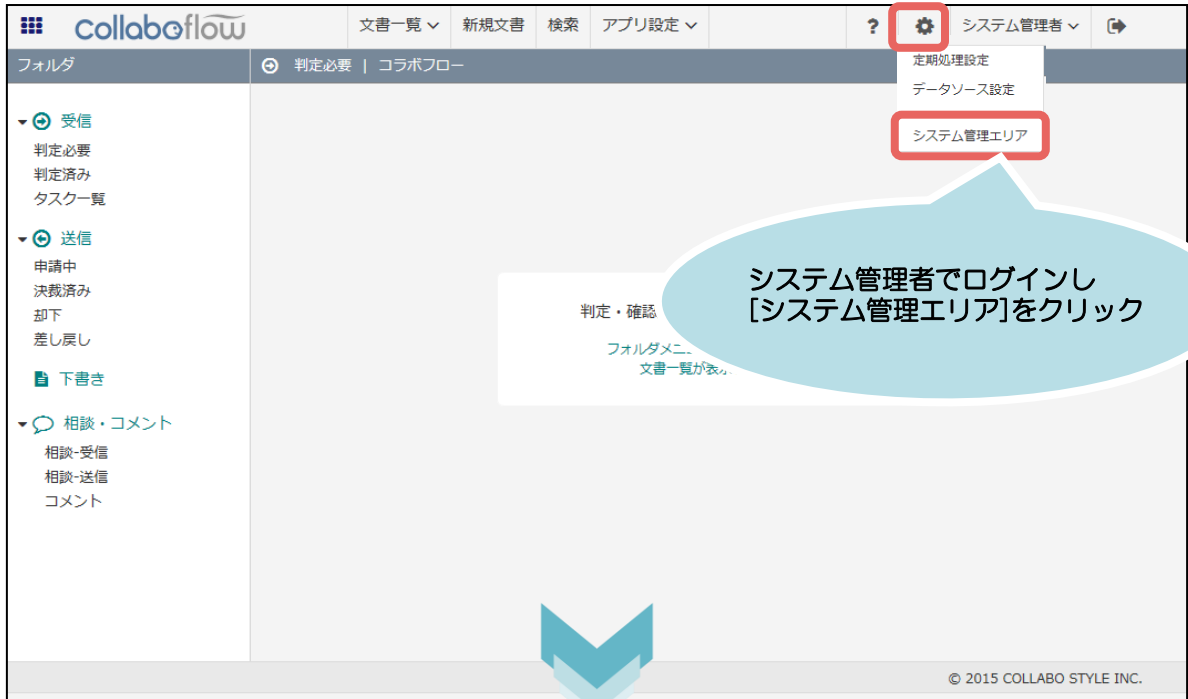 collaboflow
文書一覧 新規文書 検索 アプリ設定 ? システム管理者
フォルダ
判定必要 | コラボフロー
定期処理設定
データソース設定
システム管理エリア
受信
判定必要
判定済み
タスク一覧
送信
申請中
決裁済み
却下
差し戻し
下書き
相談・コメント
相談-受信
相談-送信
コメント
システム管理者でログインし
[システム管理エリア]をクリック
判定・確認
フォルダメニ
文書一覧が表示
© 2015 COLLABO STYLE INC.